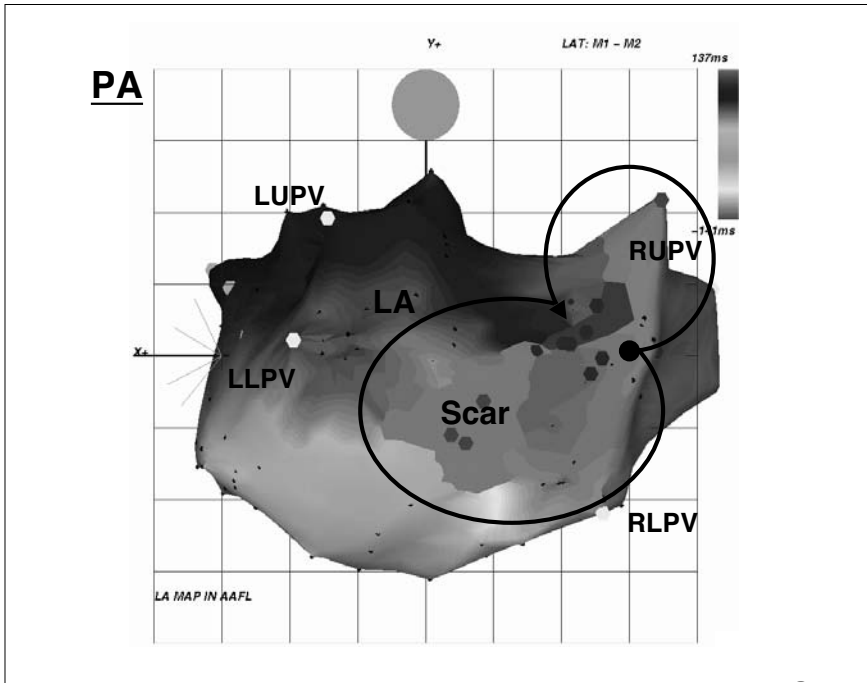 Y+
LAT: M1 – M2
137ms
PA
LUPV
RUPV
LA
X+
LLPV
Scar
RLPV
LA MAP IN AAFL